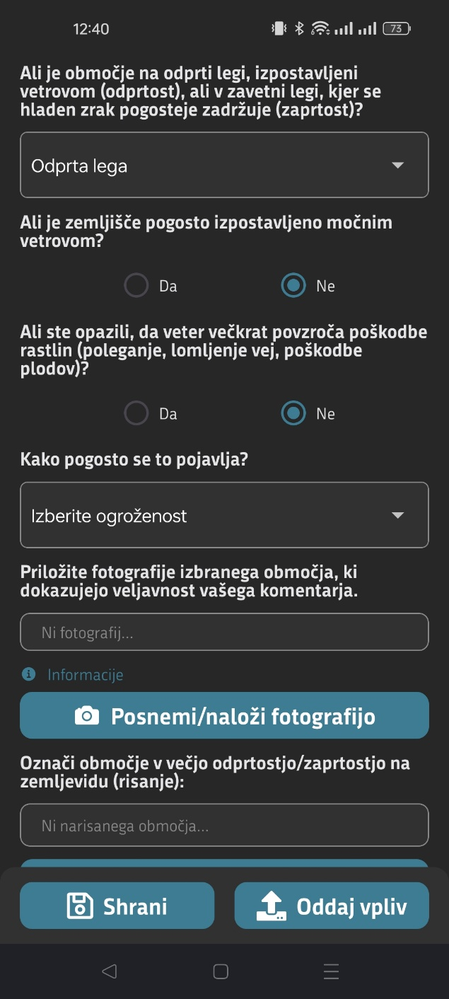 12:40
73
Ali je območje na odprti legi, izpostavljeni
vetrovom (odprtost), ali v zavetni legi, kjer se
hladen zrak pogosteje zadržuje (zaprtost)?
Odprta lega
Ali je zemljišče pogosto izpostavljeno močnim
vetrovom?
Da Ne
Ali ste opazili, da veter večkrat povzroča poškodbe
rastlin (poleganje, lomljenje vej, poškodbe
plodov)?
Da Ne
Kako pogosto se to pojavlja?
Izberite ogroženost
Priložite fotografije izbranega območja, ki
dokazujejo veljavnost vašega komentarja.
Ni fotografij...
Informacije
Posnemi/naloži fotografijo
Označi območje v večjo odprtostjo/zaprtostjo na
zemljevidu (risanje):
Ni narisanega območja...
Shrani Oddaj vpliv